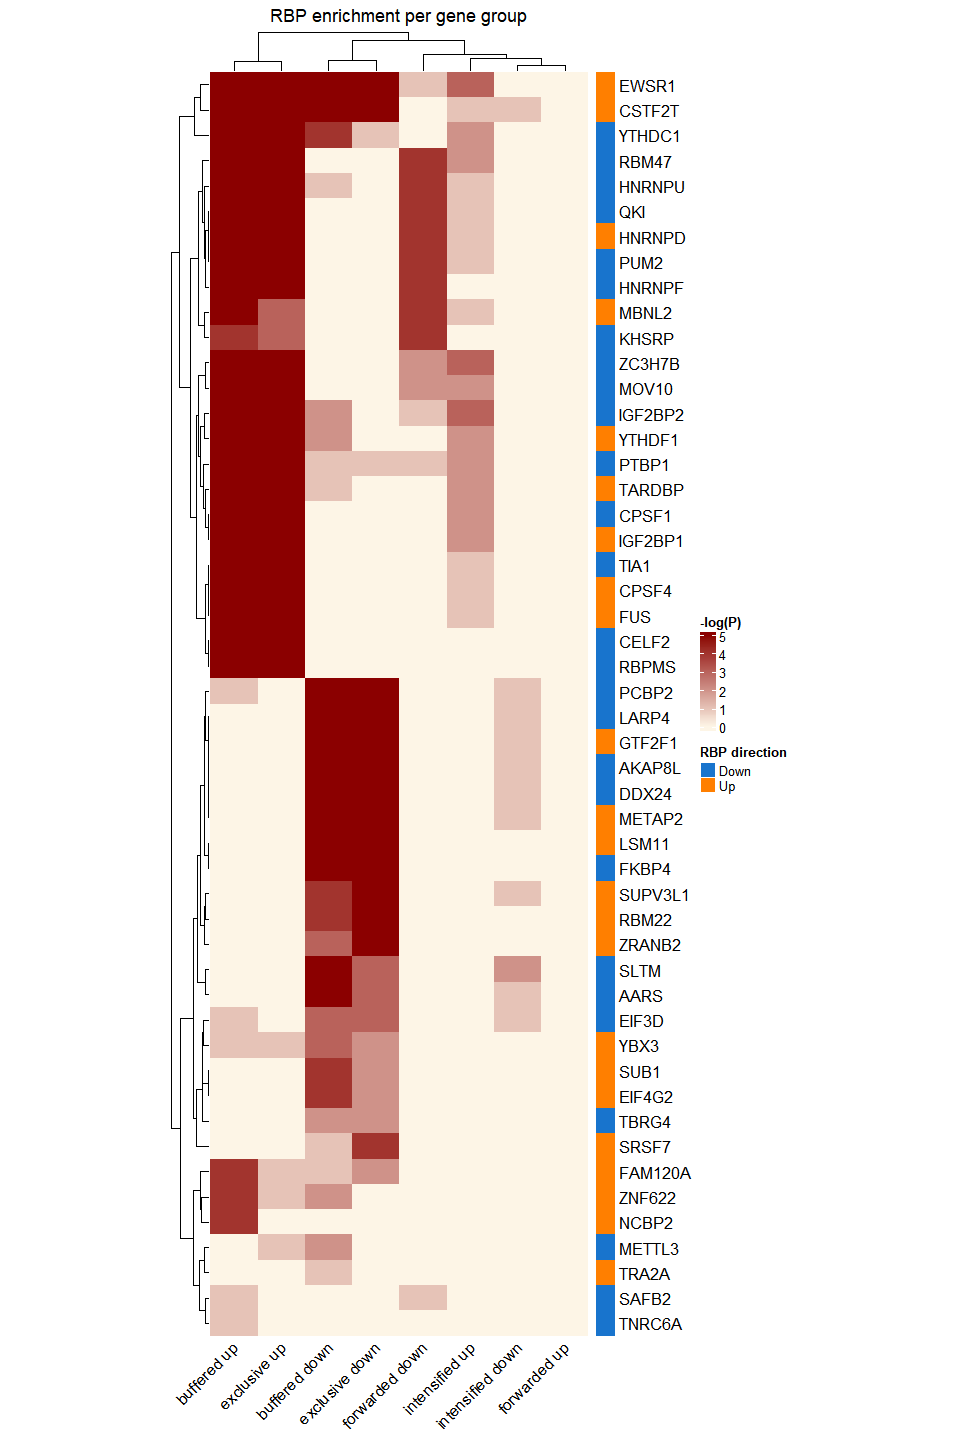 RBP enrichment per gene group
EWSR1
CSTF2T
YTHDC1
RBM47
HNRNPU
QKI
HNRNPD
PUM2
HNRNPF
MBNL2
KHSRP
ZC3H7B
MOV10
IGF2BP2
YTHDF1
PTBP1
TARDBP
CPSF1
IGF2BP1
TIA1
CPSF4
FUS
CELF2
RBPMS
PCBP2
LARP4
GTF2F1
AKAP8L
DDX24
METAP2
LSM11
FKBP4
SUPV3L1
RBM22
ZRANB2
SLTM
AARS
EIF3D
YBX3
SUB1
EIF4G2
TBRG4
SRSF7
FAM120A
ZNF622
NCBP2
METTL3
TRA2A
SAFB2
TNRC6A
-log(P)
5
4
3
2
1
0
RBP direction
Down
Up
buffered up
exclusive up
buffered down
exclusive down
forwarded down
intensified up
intensified down
forwarded up